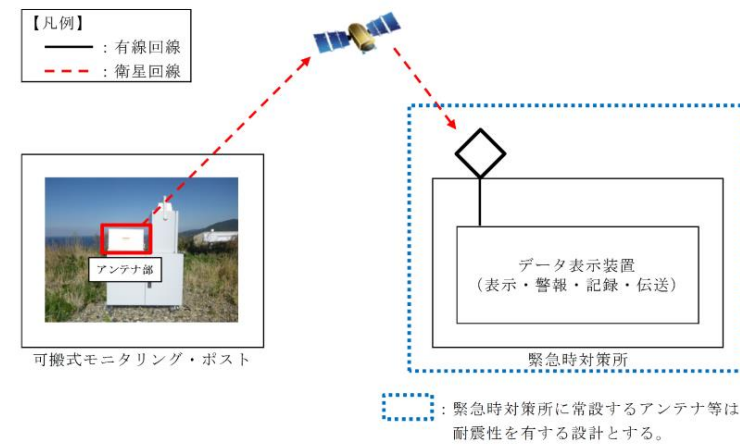 【凡例】
：有線回線
：衛星回線
アンテナ部
可搬式モニタリング・ポスト
データ表示装置
（表示・警報・記録・伝送）
緊急時対策所
：緊急時対策所に常設するアンテナ等は
耐震性を有する設計とする。